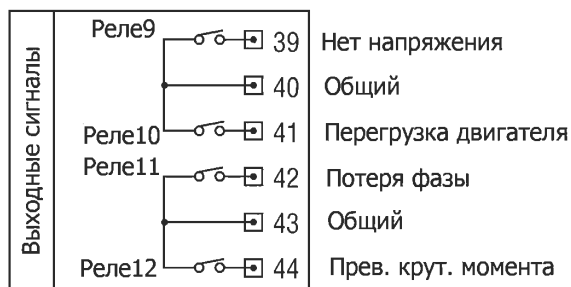 Выходные сигналы
Реле9
39 Нет напряжения
40 Общий
Реле10
41 Перегрузка двигателя
Реле11
42 Потеря фазы
43 Общий
Реле12
44 Прев. крут. момента